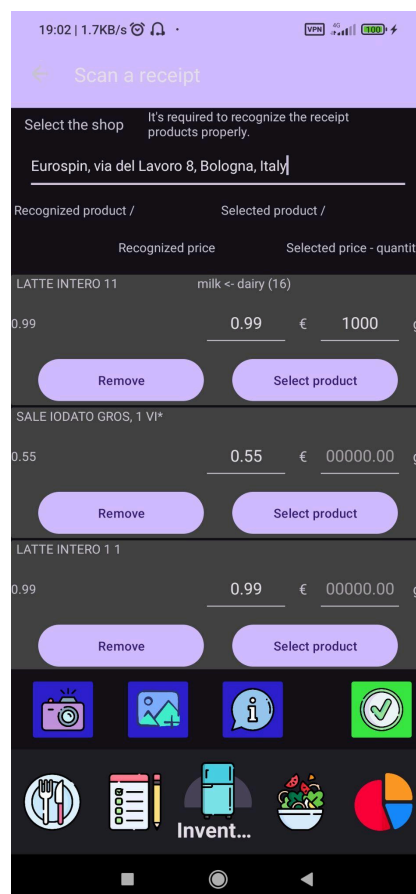 19:02 | 1.7KB/s
VPN 4G 100
Scan a receipt
Select the shop
It's required to recognize the receipt
products properly.
Eurospin, via del Lavoro 8, Bologna, Italy
Recognized product / Selected product /
Recognized price Selected price - quantit
LATTE INTERO 11 milk <- dairy (16)
0.99 0.99 € 1000 g
Remove Select product
SALE IODATO GROS, 1 VI*
0.55 0.55 € 00000.00 g
Remove Select product
LATTE INTERO 1 1
0.99 0.99 € 00000.00 g
Remove Select product
Invent...